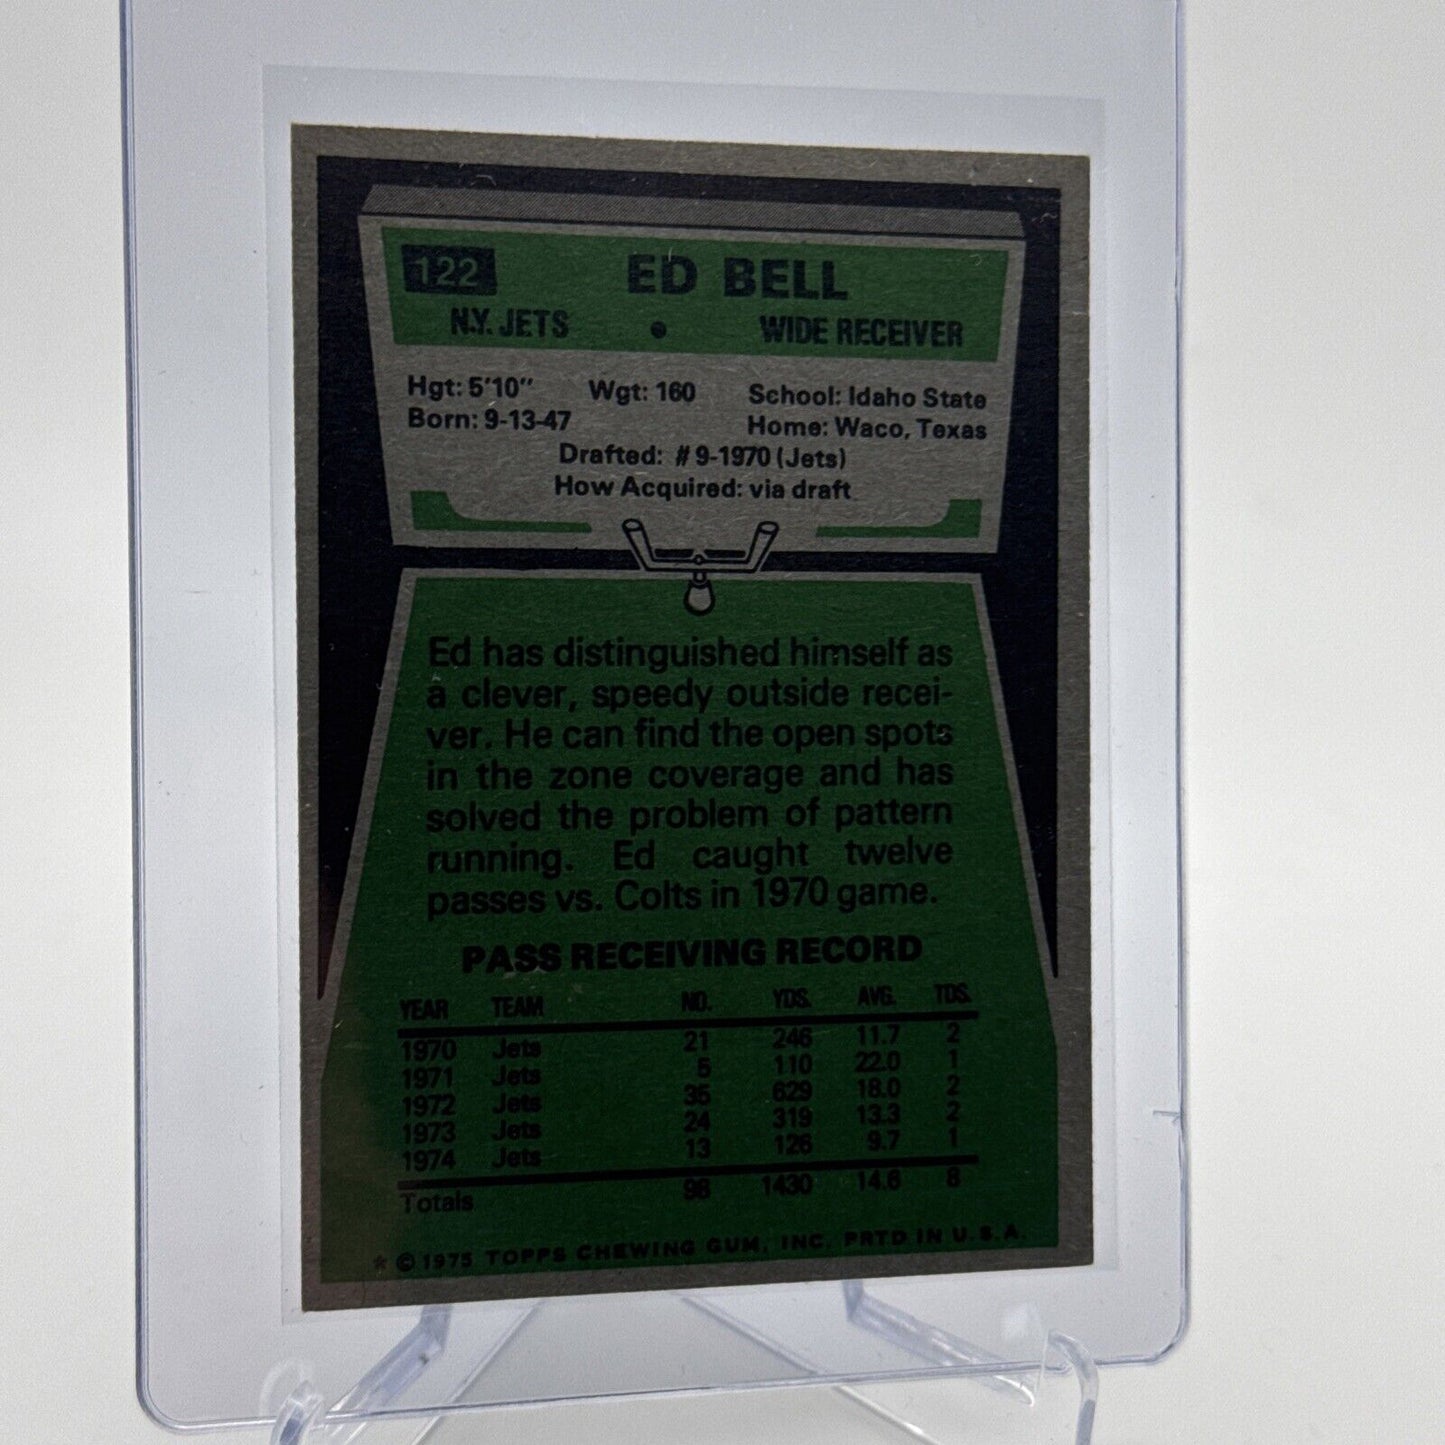 122 ED BELL
N.Y. JETS • WIDE RECEIVER
Hgt: 5'10" Wgt: 160 School: Idaho State
Born: 9-13-47 Home: Waco, Texas
Drafted: # 9-1970 (Jets)
How Acquired: via draft
Ed has distinguished himself as
a clever, speedy outside recei-
ver. He can find the open spots
in the zone coverage and has
solved the problem of pattern
running. Ed caught twelve
passes vs. Colts in 1970 game.
PASS RECEIVING RECORD
YEAR TEAM NO. YDS. AVG. TDS.
1970 Jets 21 246 11.7 2
1971 Jets 5 110 22.0 1
1972 Jets 35 629 18.0 2
1973 Jets 24 319 13.3 2
1974 Jets 13 126 9.7 1
Totals 98 1430 14.6 8
* © 1975 TOPPS CHEWING GUM, INC. PRTD IN U.S.A.